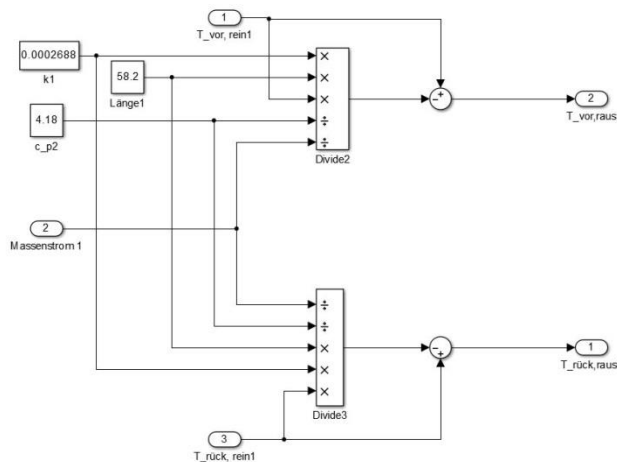 1
T_vor, rein1
0.0002688
k1
58.2
Länge1
×
×
×
÷
÷
Divide2
4.18
c_p2
− +
2
T_vor,raus
2
Massenstrom 1
÷
÷
×
×
×
Divide3
− +
1
T_rück,raus
3
T_rück, rein1